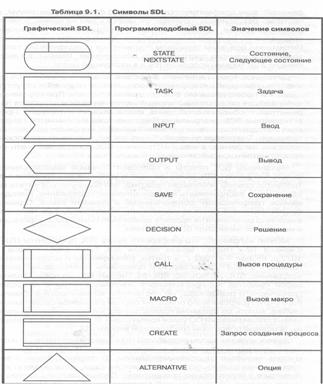 Таблица 9.1. Символы SDL
Графический SDL Программоподобный SDL Значение символов
STATE
NEXTSTATE
Состояние,
Следующее состояние
TASK Задача
INPUT Ввод
OUTPUT Вывод
SAVE Сохранение
DECISION Решение
CALL Вызов процедуры
MACRO Вызов макро
CREATE Запрос создания процесса
ALTERNATIVE Опция